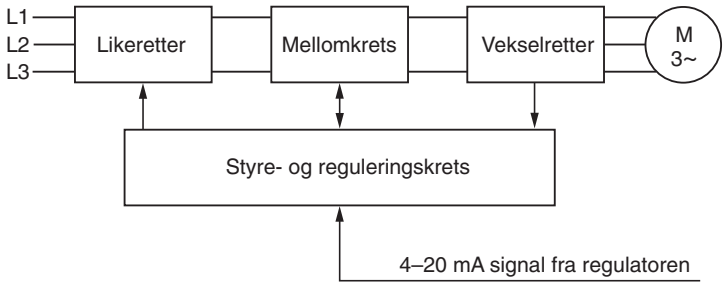 L1
L2
L3
Likeretter
Mellomkrets
Vekselretter
M
3~
Styre- og reguleringskrets
4–20 mA signal fra regulatoren